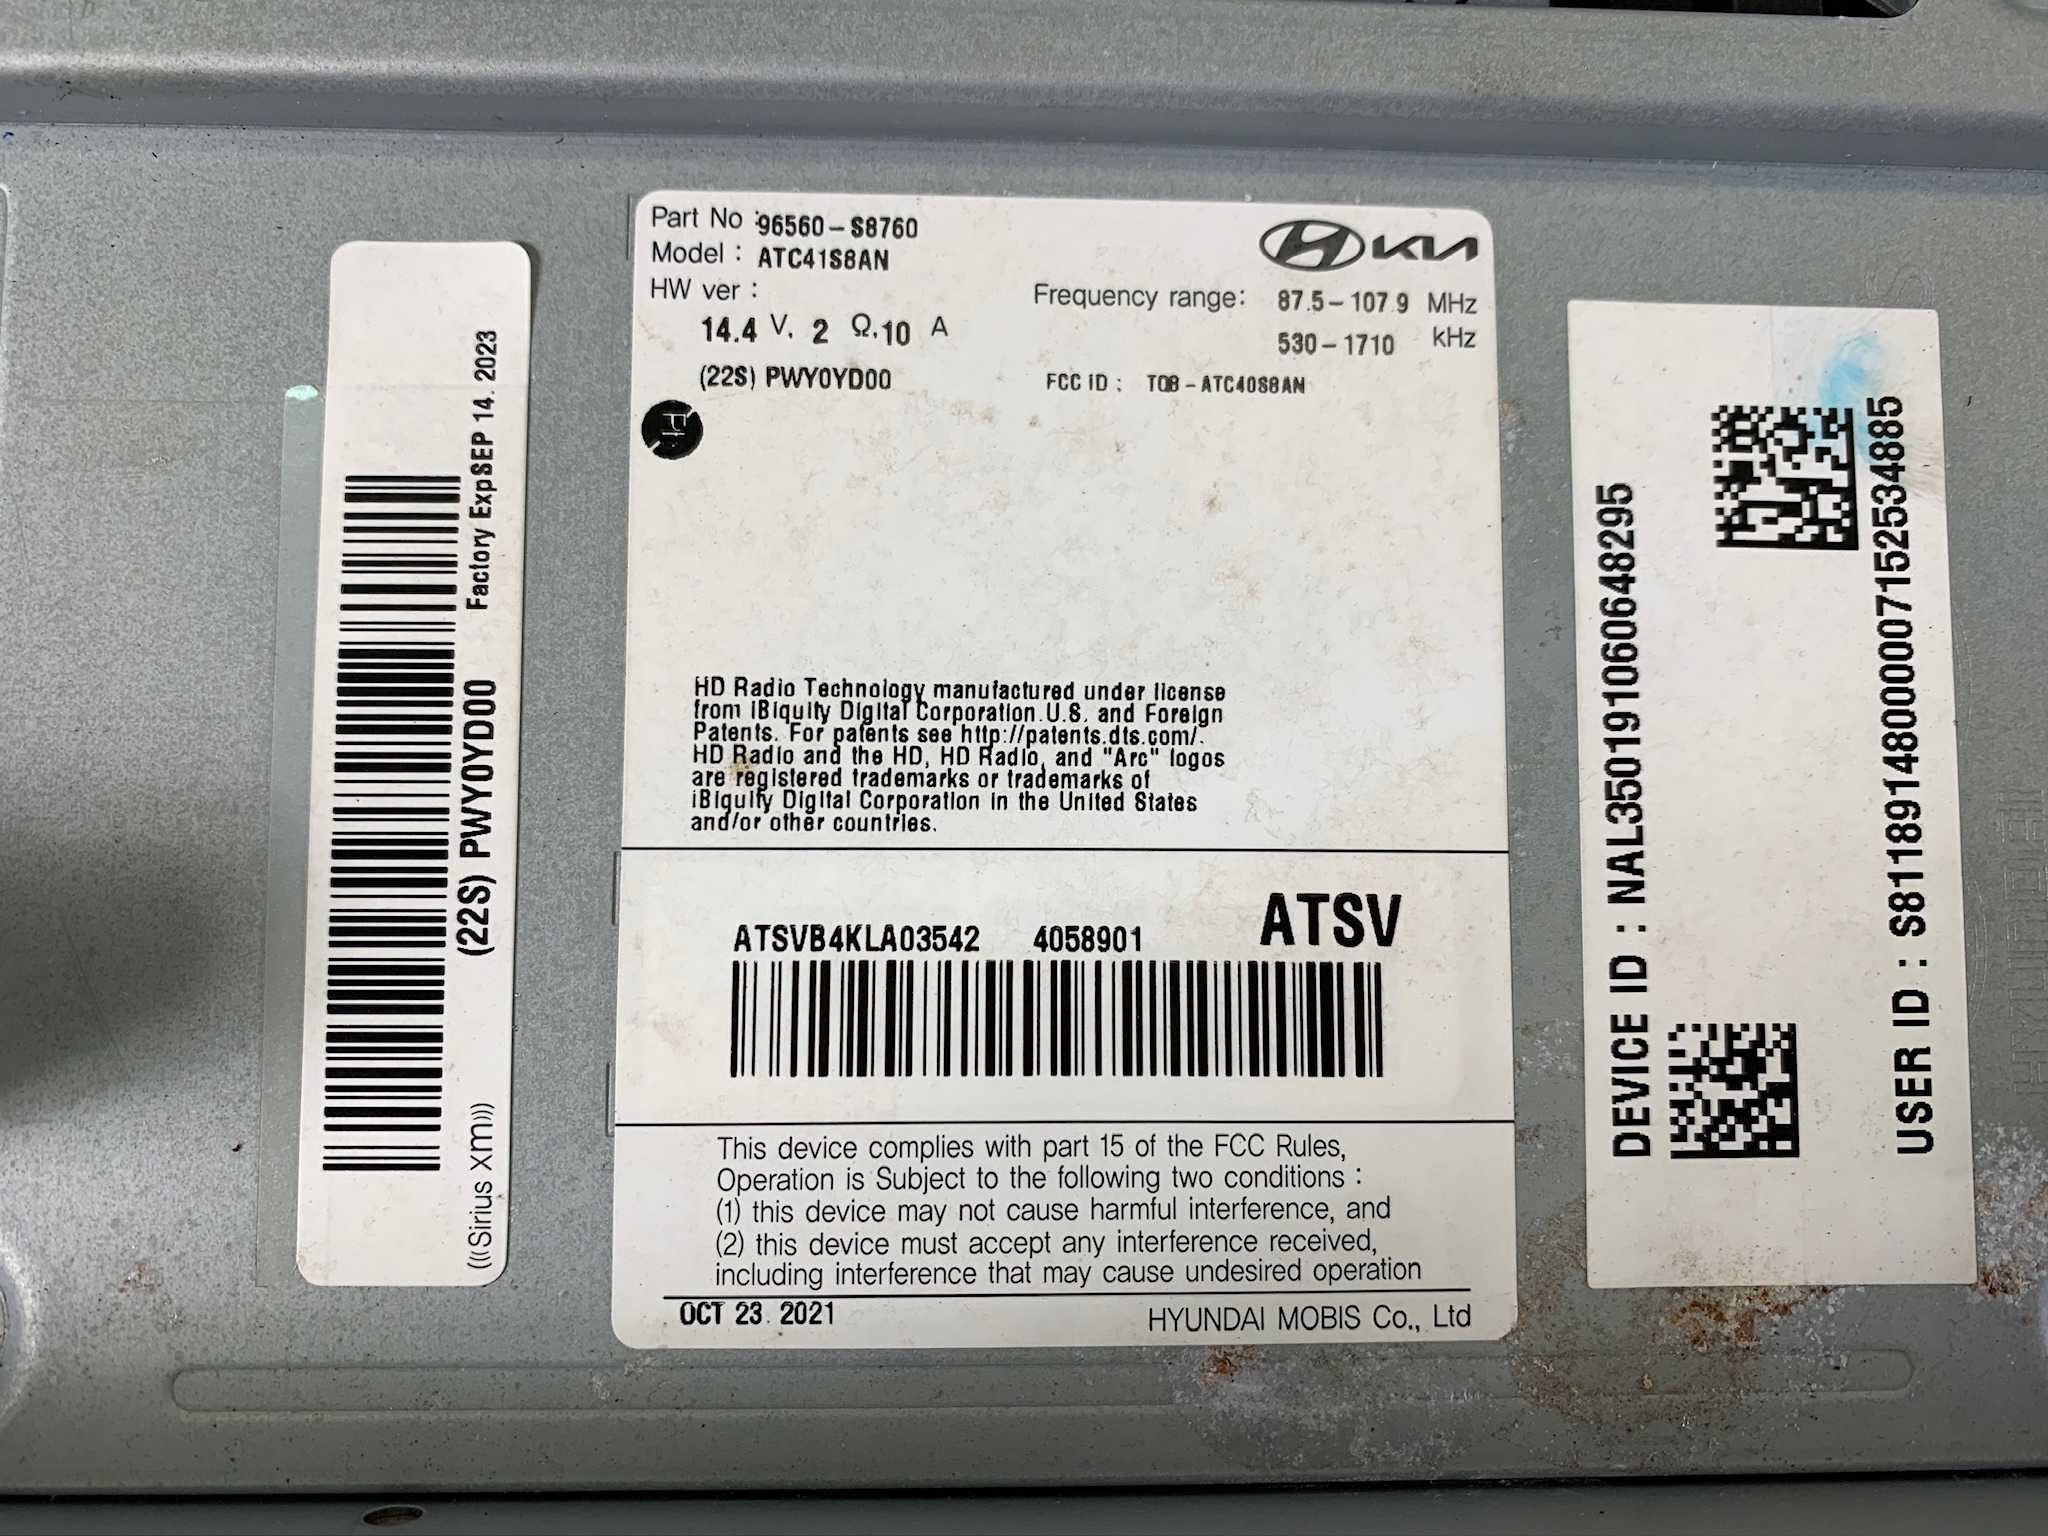 Factory Exp SEP 14. 2023
(22S) PWY0YD00
(((Sirius xm)))
Part No : 96560-S8760
KIA
Model : ATC41S8AN
HW ver :
Frequency range: 87.5-107.9 MHz
530-1710 kHz
14.4 V. 2 Ω.10 A
(22S) PWY0YD00
FCC ID : TQ8-ATC40S8AN
HD Radio Technology manufactured under license
from iBiquity Digital Corporation.U.S. and Foreign
Patents. For patents see http://patents.dts.com/.
HD Radio and the HD, HD Radio, and "Arc" logos
are registered trademarks or trademarks of
iBiquity Digital Corporation in the United States
and/or other countries.
ATSVB4KLA03542 4058901 ATSV
This device complies with part 15 of the FCC Rules,
Operation is Subject to the following two conditions :
(1) this device may not cause harmful interference, and
(2) this device must accept any interference received,
including interference that may cause undesired operation
OCT 23. 2021 HYUNDAI MOBIS Co., Ltd
DEVICE ID : NAL35019106064829​5
USER ID : S811891480000715253488​5